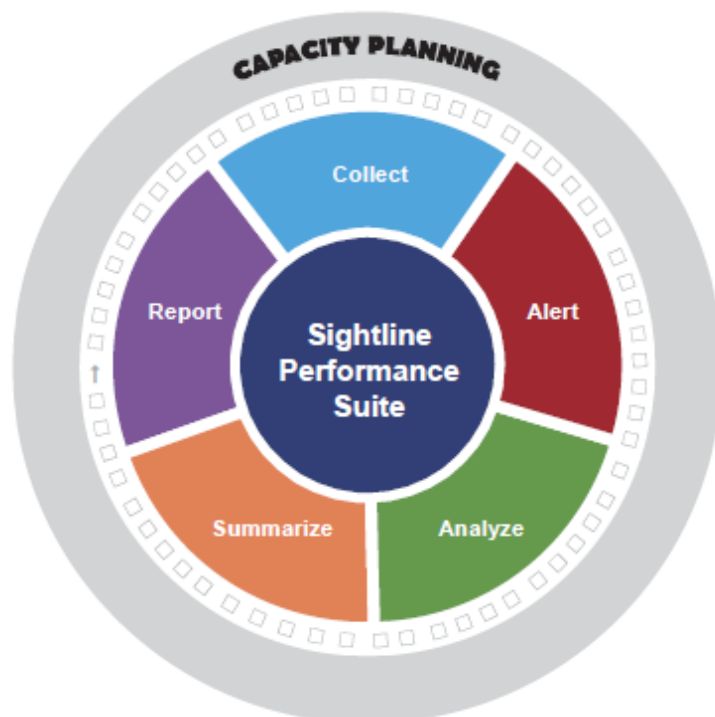 CAPACITY PLANNING
Collect
Report
Alert
Sightline
Performance
Suite
Summarize
Analyze